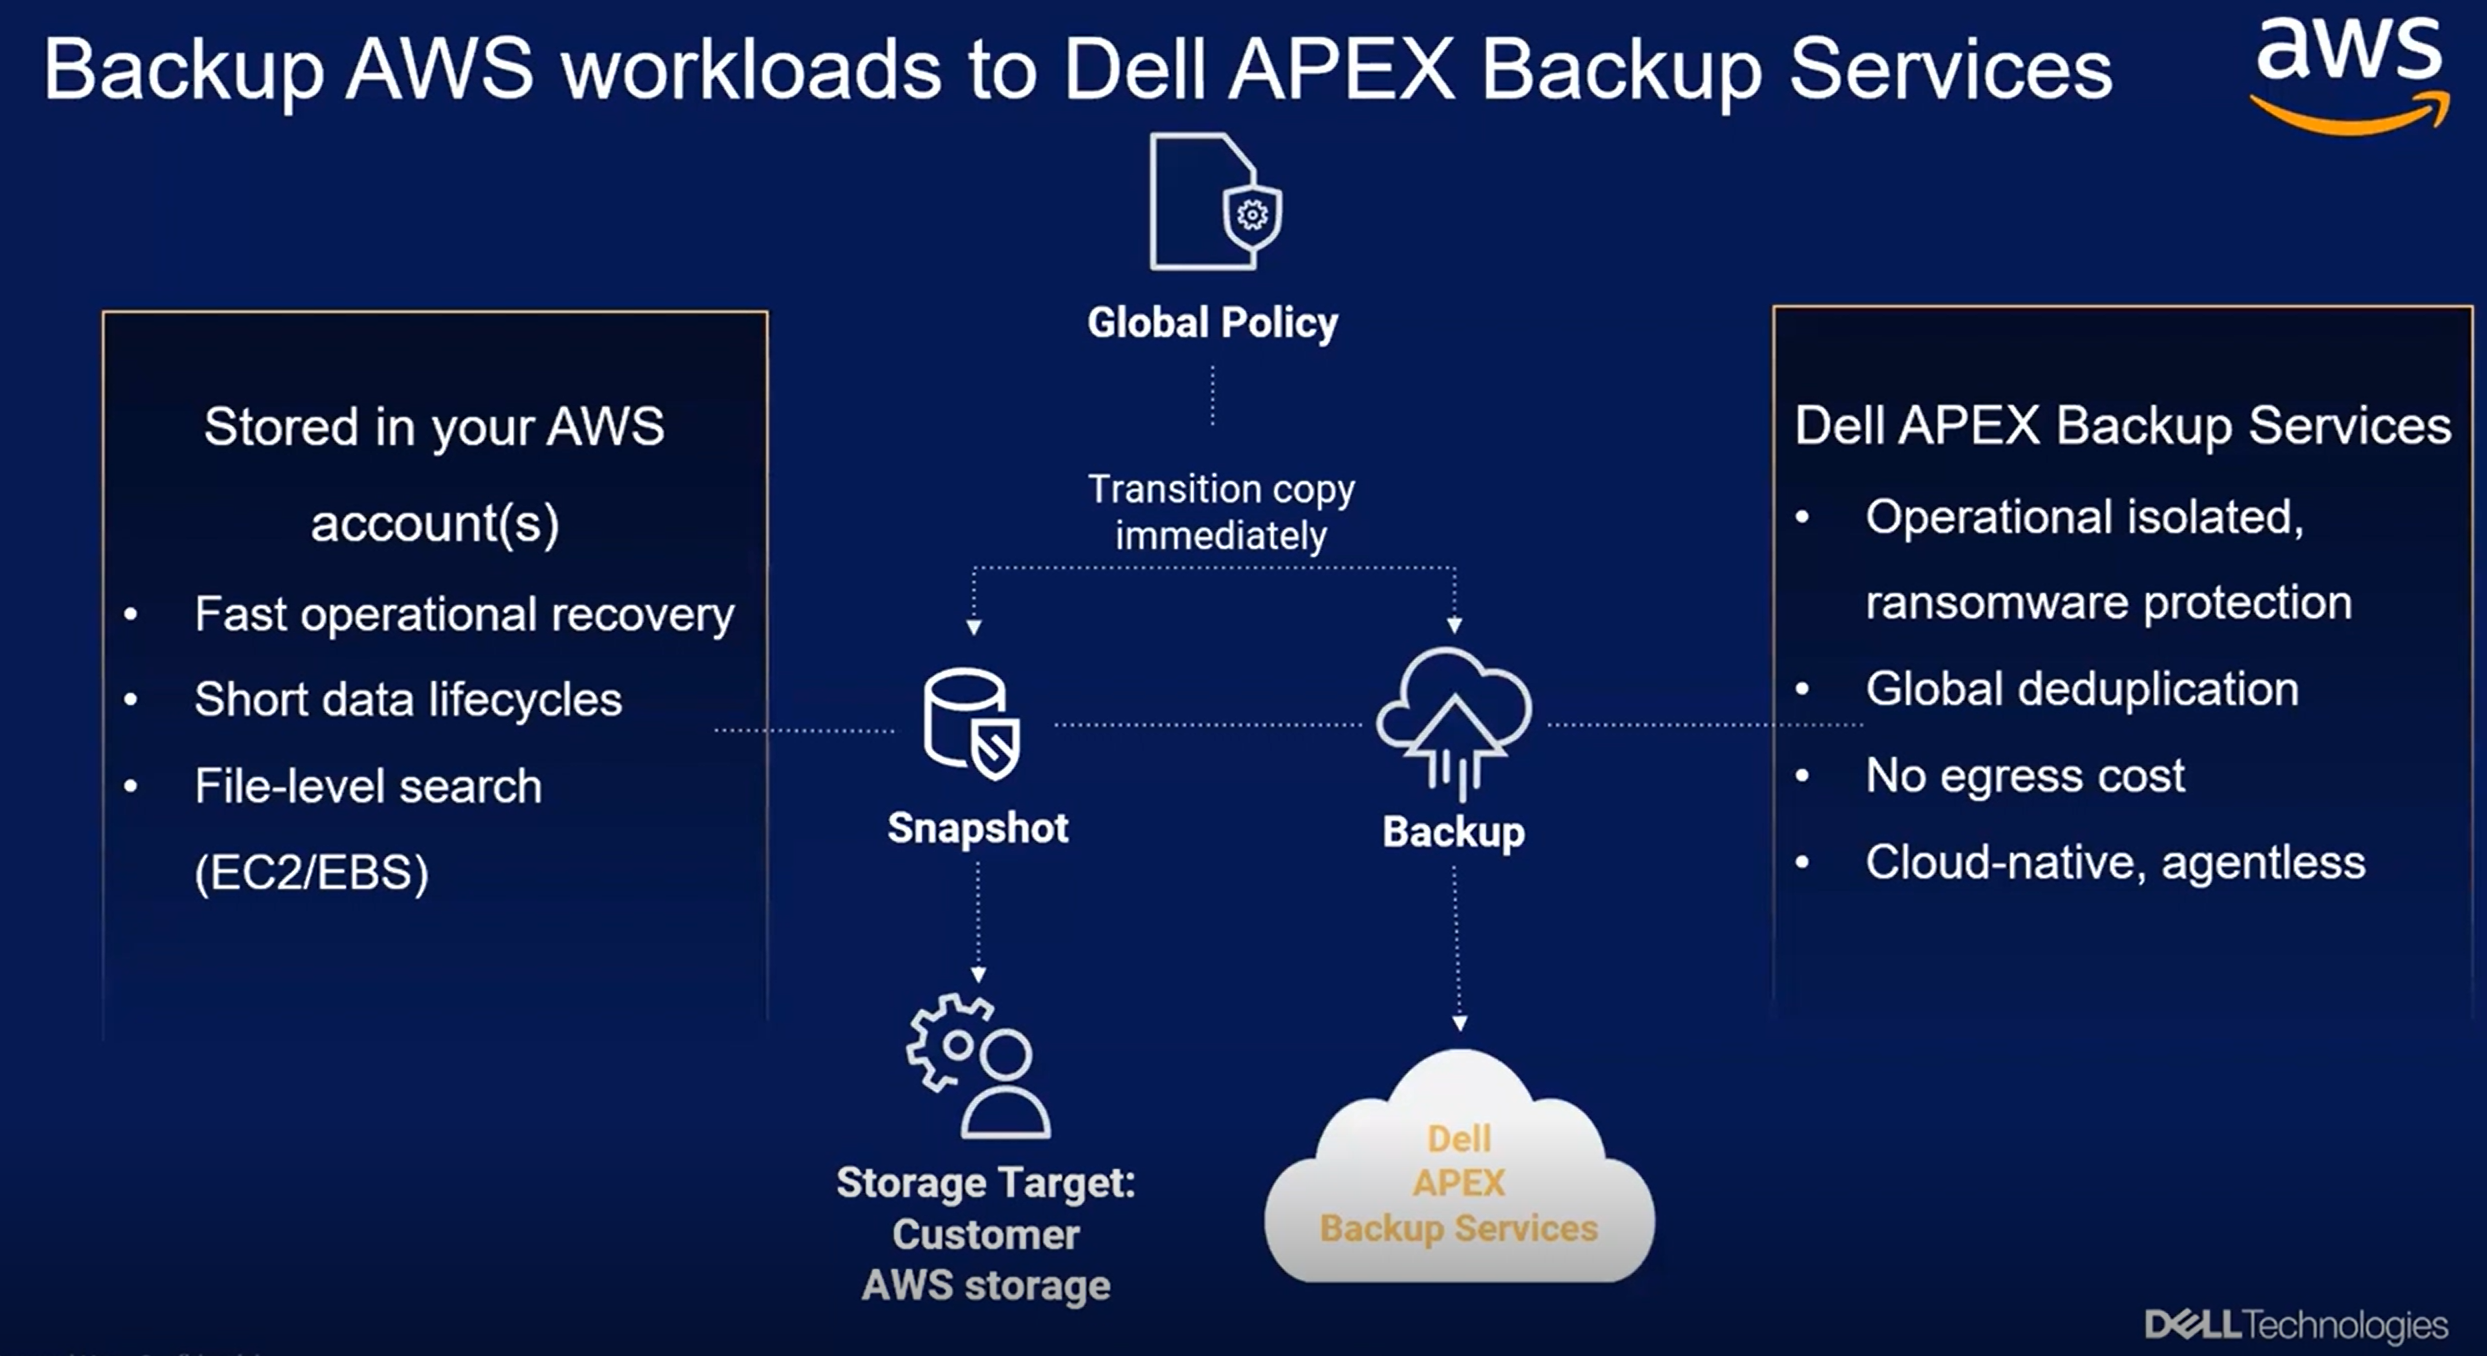 Backup AWS workloads to Dell APEX Backup Services
aws
Global Policy
Transition copy
immediately
Stored in your AWS
account(s)
• Fast operational recovery
• Short data lifecycles
• File-level search
(EC2/EBS)
Snapshot
Backup
Storage Target:
Customer
AWS storage
Dell
APEX
Backup Services
Dell APEX Backup Services
• Operational isolated,
ransomware protection
• Global deduplication
• No egress cost
• Cloud-native, agentless
DELL Technologies